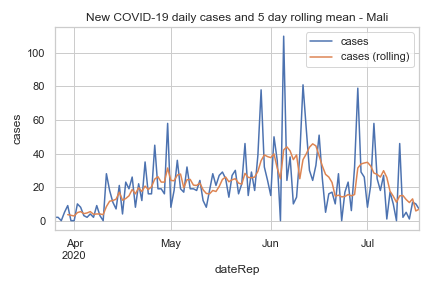 New COVID-19 daily cases and 5 day rolling mean - Mali
cases
cases (rolling)
100
80
60
40
20
0
cases
Apr
2020
May
Jun
Jul
dateRep